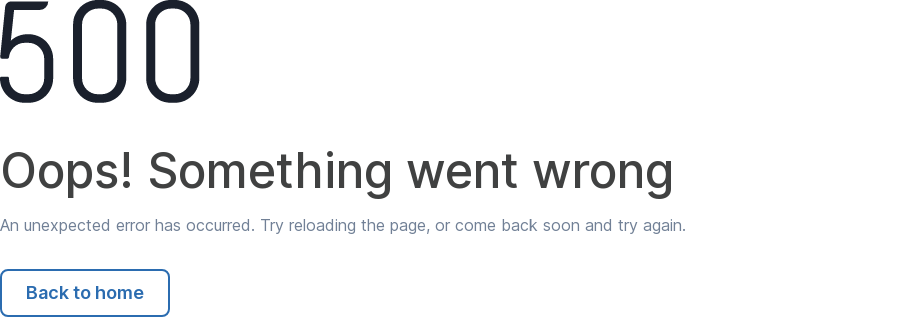 500
Oops! Something went wrong
An unexpected error has occurred. Try reloading the page, or come back soon and try again.
Back to home